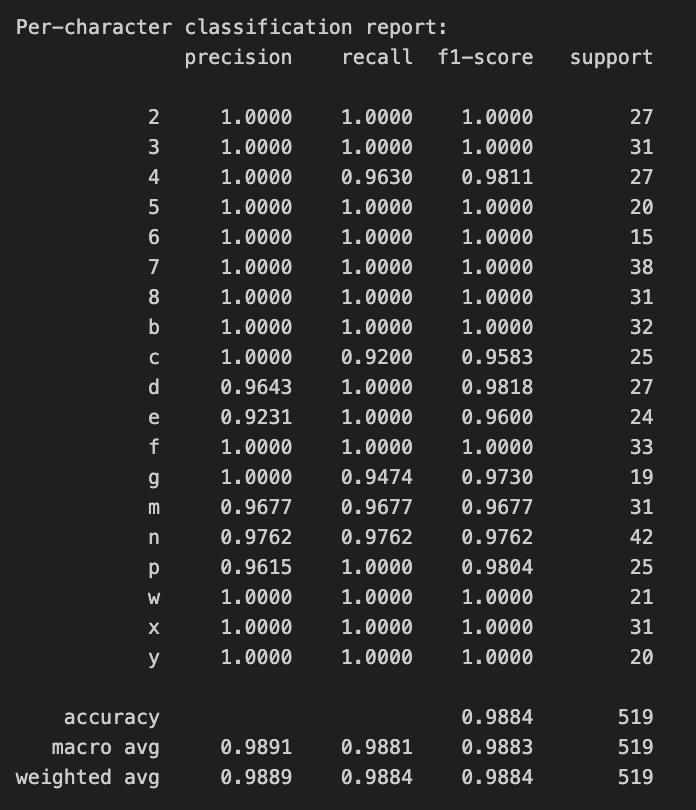 Per-character classification report:
precision recall f1-score support
2 1.0000 1.0000 1.0000 27
3 1.0000 1.0000 1.0000 31
4 1.0000 0.9630 0.9811 27
5 1.0000 1.0000 1.0000 20
6 1.0000 1.0000 1.0000 15
7 1.0000 1.0000 1.0000 38
8 1.0000 1.0000 1.0000 31
b 1.0000 1.0000 1.0000 32
c 1.0000 0.9200 0.9583 25
d 0.9643 1.0000 0.9818 27
e 0.9231 1.0000 0.9600 24
f 1.0000 1.0000 1.0000 33
g 1.0000 0.9474 0.9730 19
m 0.9677 0.9677 0.9677 31
n 0.9762 0.9762 0.9762 42
p 0.9615 1.0000 0.9804 25
w 1.0000 1.0000 1.0000 21
x 1.0000 1.0000 1.0000 31
y 1.0000 1.0000 1.0000 20
accuracy 0.9884 519
macro avg 0.9891 0.9881 0.9883 519
weighted avg 0.9889 0.9884 0.9884 519